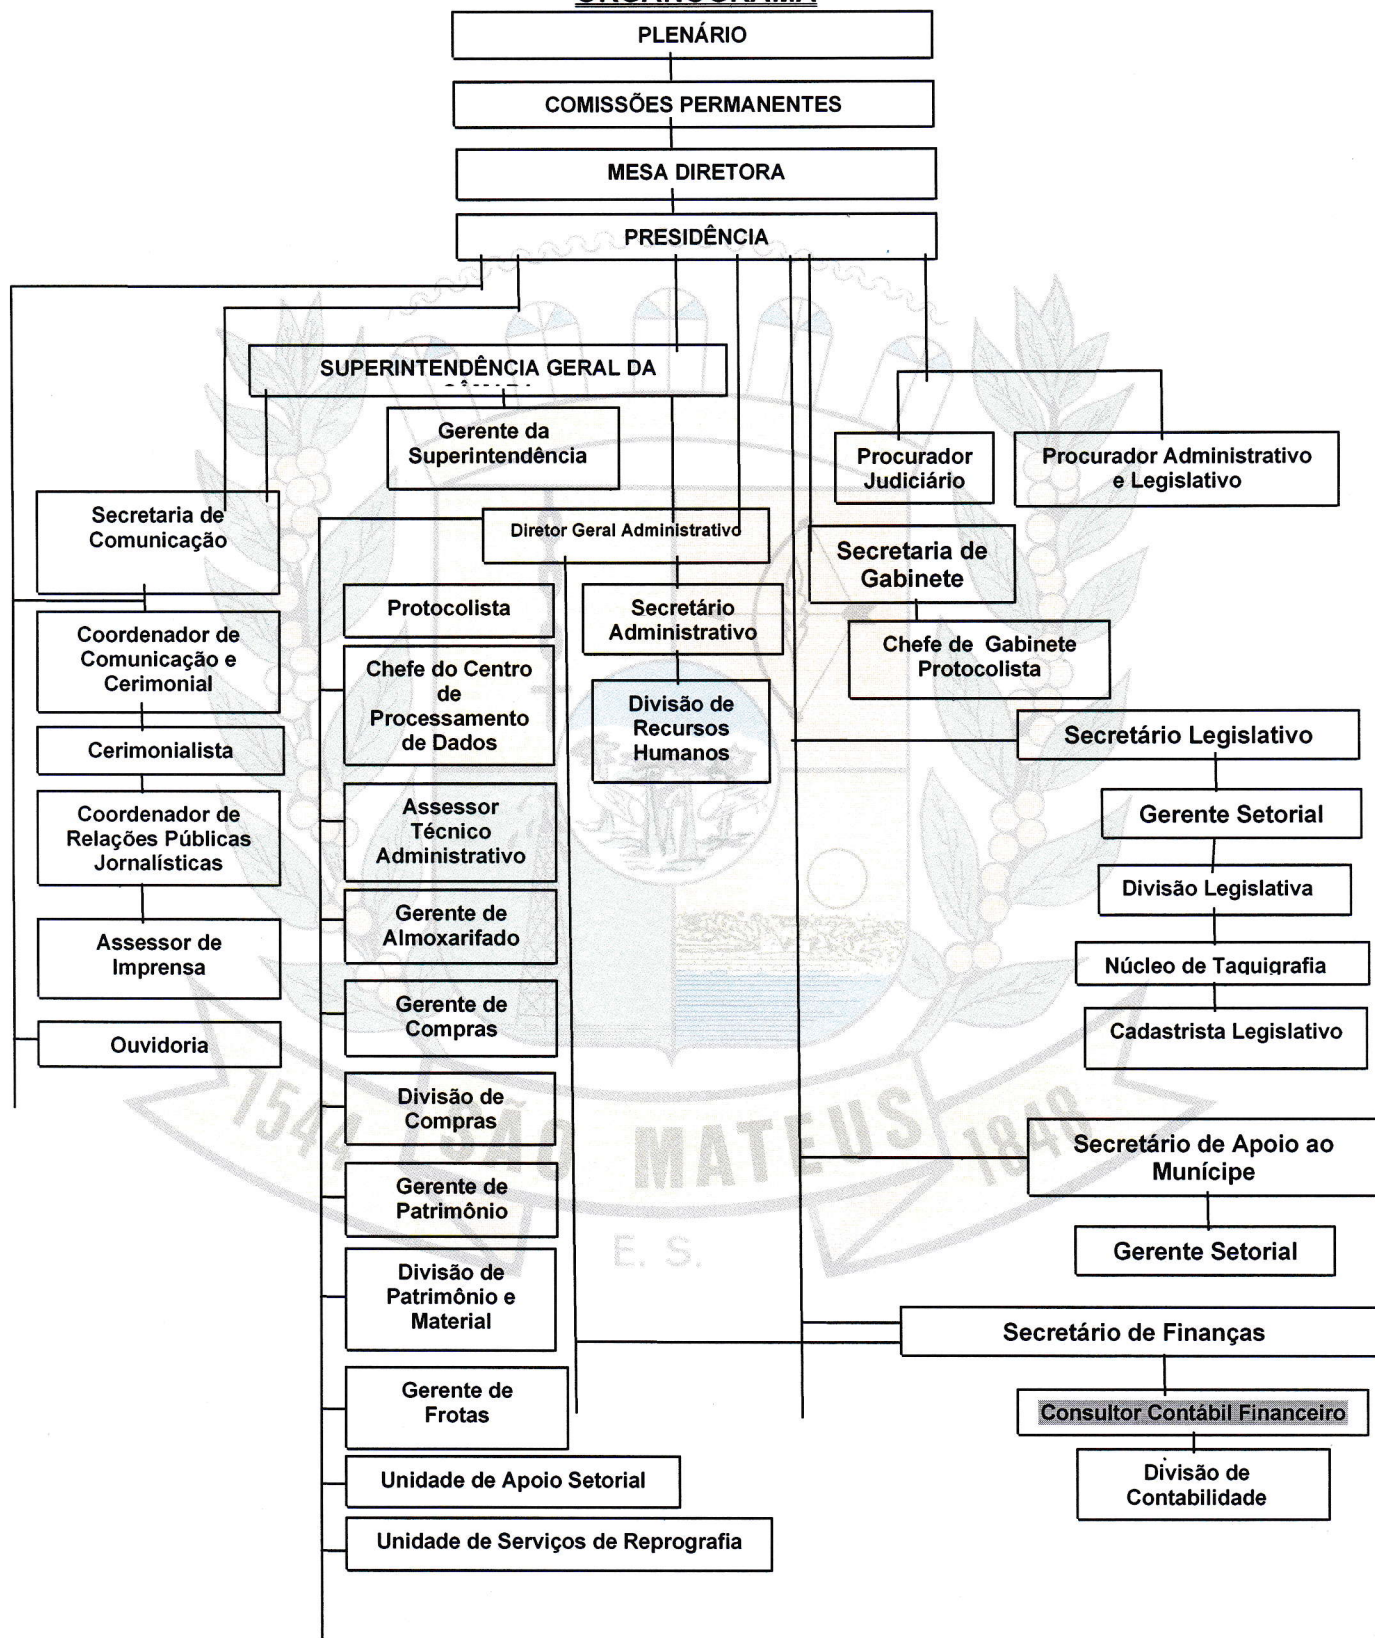 ORGANOGRAMA
PLENÁRIO
COMISSÕES PERMANENTES
MESA DIRETORA
PRESIDÊNCIA
SUPERINTENDÊNCIA GERAL DA
Gerente da
Superintendência
Procurador
Judiciário
Procurador Administrativo
e Legislativo
Secretaria de
Comunicação
Diretor Geral Administrativo
Secretaria de
Gabinete
Chefe de Gabinete
Protocolista
Coordenador de
Comunicação e
Cerimonial
Cerimonialista
Coordenador de
Relações Públicas
Jornalísticas
Assessor de
Imprensa
Ouvidoria
Protocolista
Chefe do Centro
de
Processamento
de Dados
Assessor
Técnico
Administrativo
Gerente de
Almoxarifado
Gerente de
Compras
Divisão de
Compras
Gerente de
Patrimônio
Divisão de
Patrimônio e
Material
Gerente de
Frotas
Unidade de Apoio Setorial
Unidade de Serviços de Reprografia
Secretário
Administrativo
Divisão de
Recursos
Humanos
Secretário Legislativo
Gerente Setorial
Divisão Legislativa
Núcleo de Taquigrafia
Cadastrista Legislativo
Secretário de Apoio ao
Munícipe
Gerente Setorial
Secretário de Finanças
Consultor Contábil Financeiro
Divisão de
Contabilidade
1544 SÃO MATEUS 1848
E. S.